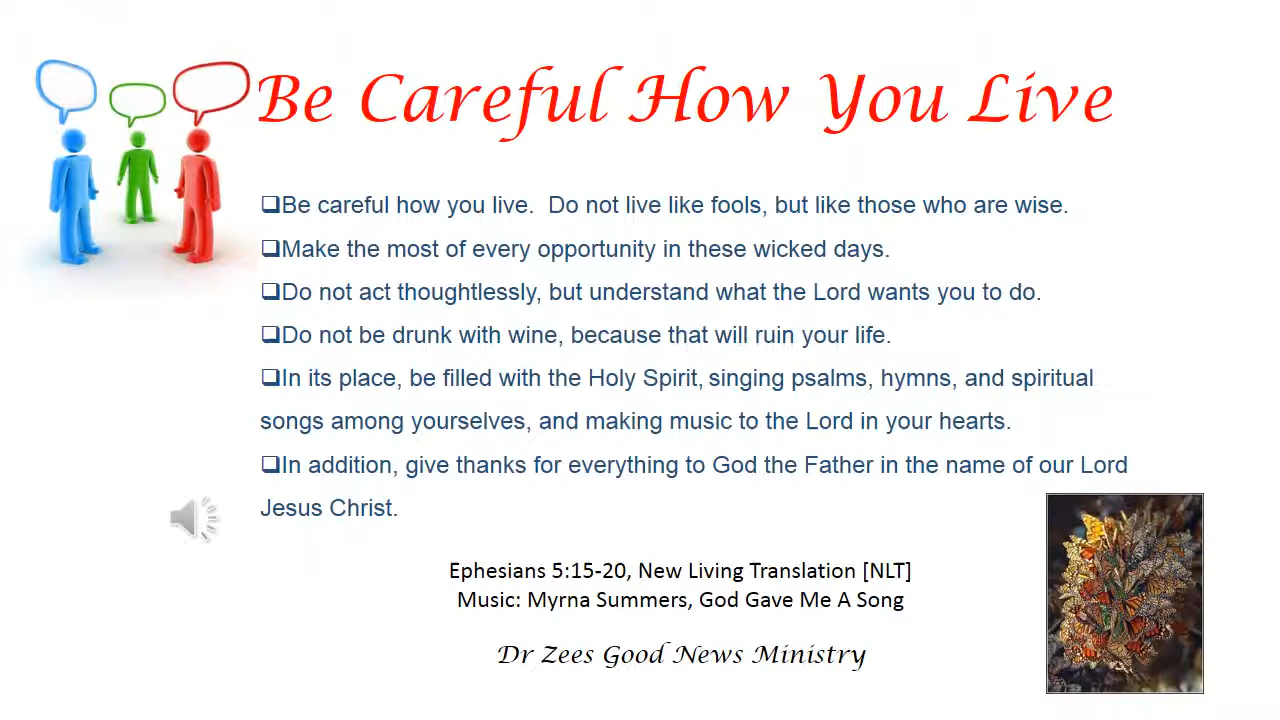 Be Careful How You Live
❑Be careful how you live.  Do not live like fools, but like those who are wise.
❑Make the most of every opportunity in these wicked days.
❑Do not act thoughtlessly, but understand what the Lord wants you to do.
❑Do not be drunk with wine, because that will ruin your life.
❑In its place, be filled with the Holy Spirit, singing psalms, hymns, and spiritual
songs among yourselves, and making music to the Lord in your hearts.
❑In addition, give thanks for everything to God the Father in the name of our Lord
Jesus Christ.
Ephesians 5:15-20, New Living Translation [NLT]
Music: Myrna Summers, God Gave Me A Song
Dr Zees Good News Ministry